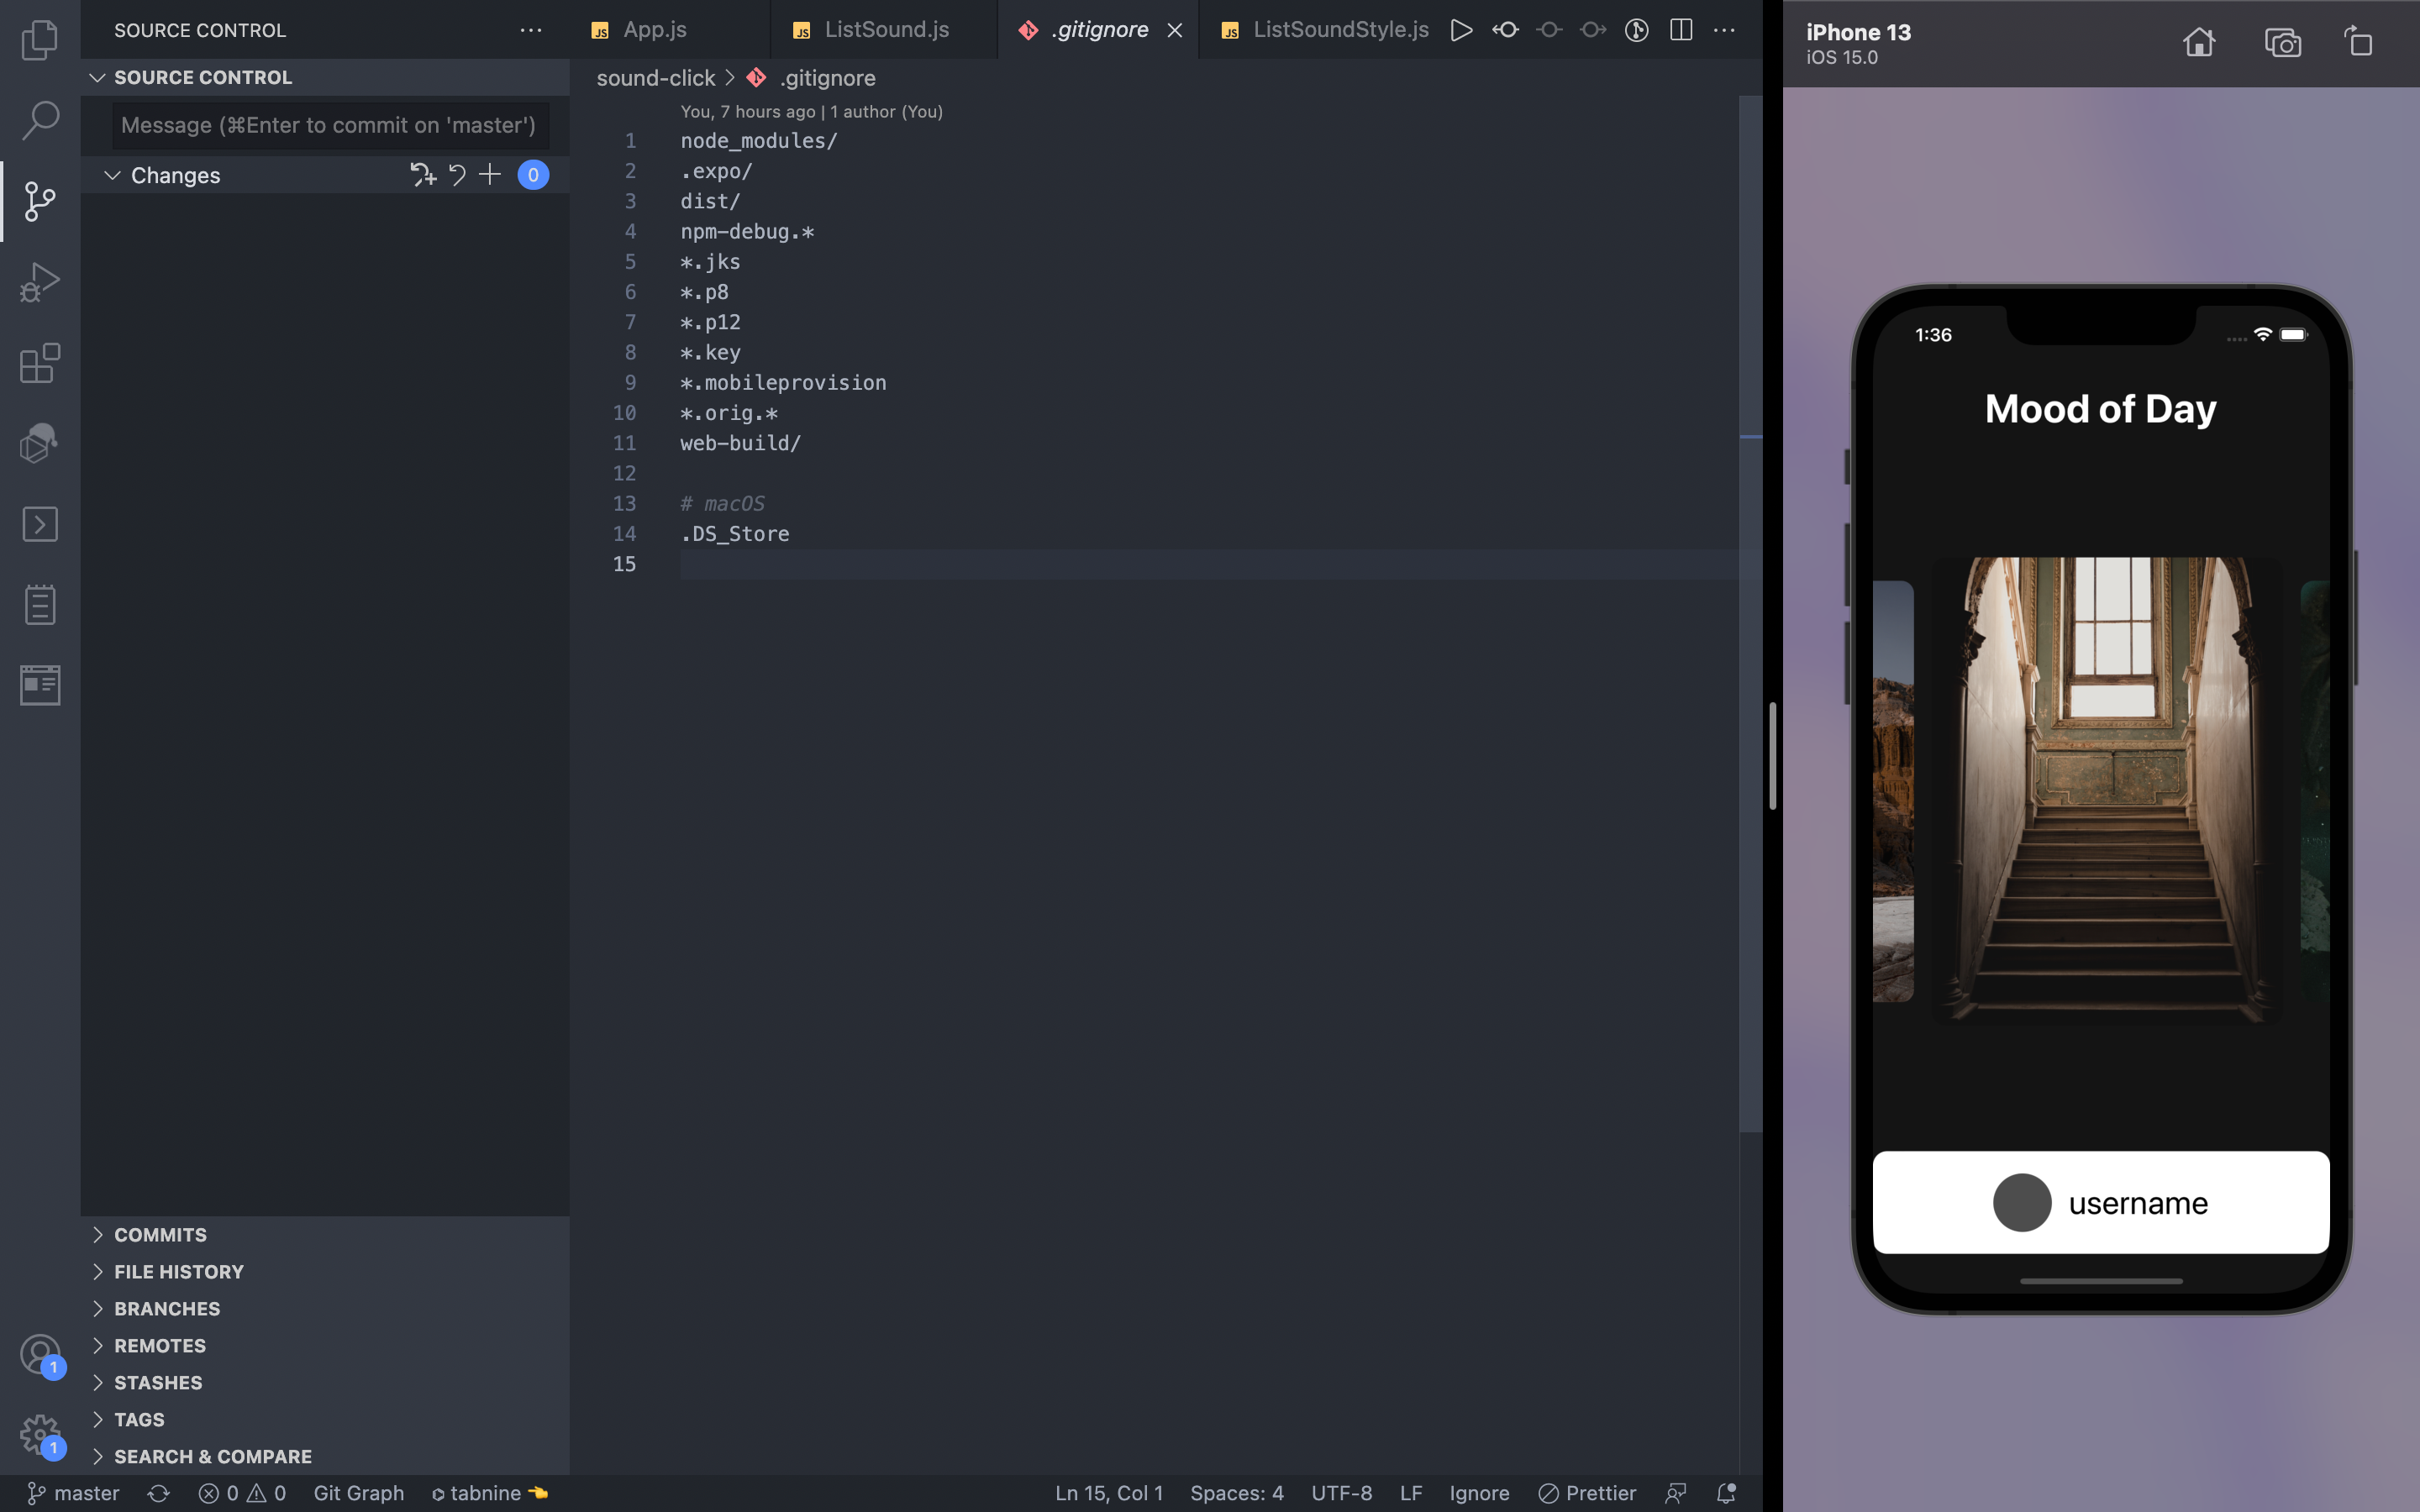 SOURCE CONTROL
SOURCE CONTROL
Message (⌘Enter to commit on 'master')
Changes
0
COMMITS
FILE HISTORY
BRANCHES
REMOTES
STASHES
TAGS
SEARCH & COMPARE
1
1
JS App.js
JS ListSound.js
.gitignore
JS ListSoundStyle.js
sound-click > .gitignore
You, 7 hours ago | 1 author (You)
1 node_modules/
2 .expo/
3 dist/
4 npm-debug.*
5 *.jks
6 *.p8
7 *.p12
8 *.key
9 *.mobileprovision
10 *.orig.*
11 web-build/
12
13 # macOS
14 .DS_Store
15
master 0 0 Git Graph tabnine
Ln 15, Col 1 Spaces: 4 UTF-8 LF Ignore Prettier
iPhone 13
iOS 15.0
1:36
Mood of Day
username